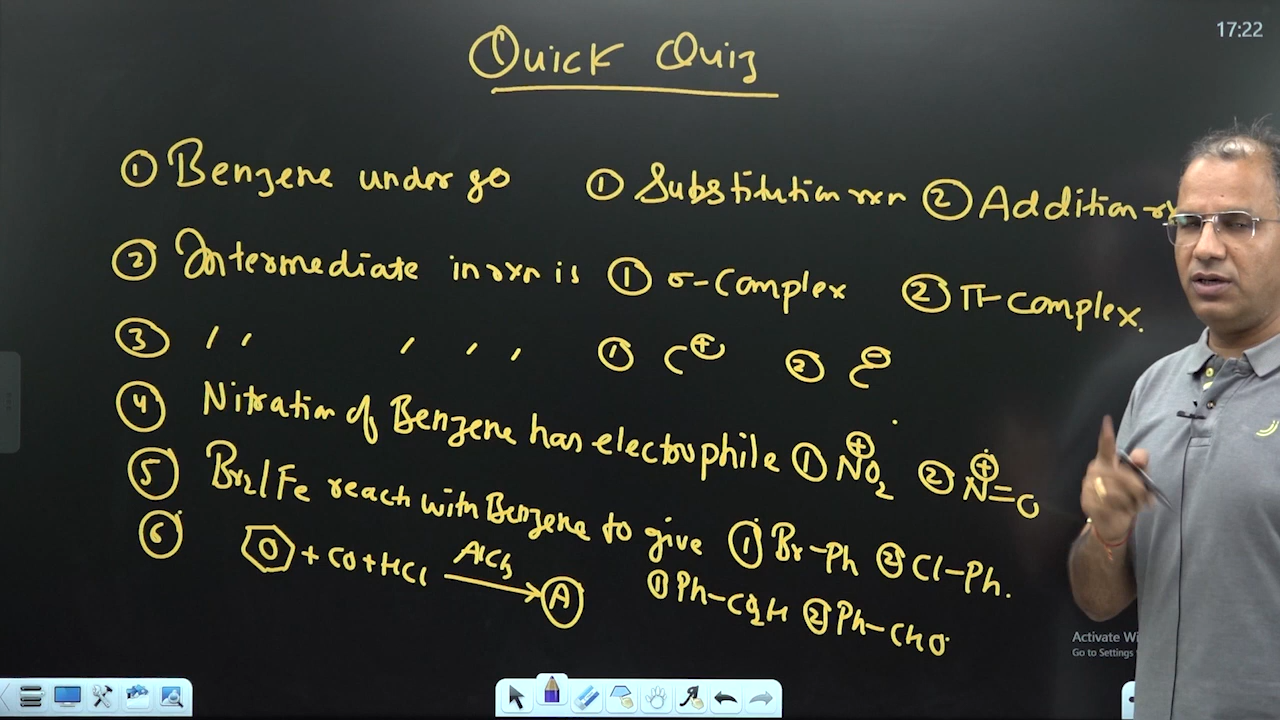 17:22
Quick Quiz
① Benzene under go ① Substitution rxn ② Addition rx
② Intermediate in rxn is ① σ-Complex ② π-complex.
③ ,, , , , ① C⊕ ② C⊖
④ Nitration of Benzene has electrophile ① N⊕O2 ② N⊕=O
⑤ Br2/Fe reach with Benzene to give ① Br-Ph ② Cl-Ph.
⑥ + CO + HCl AlCl3 → Ⓐ ① Ph-CO2H ② Ph-CHO
Activate Wi
Go to Settings